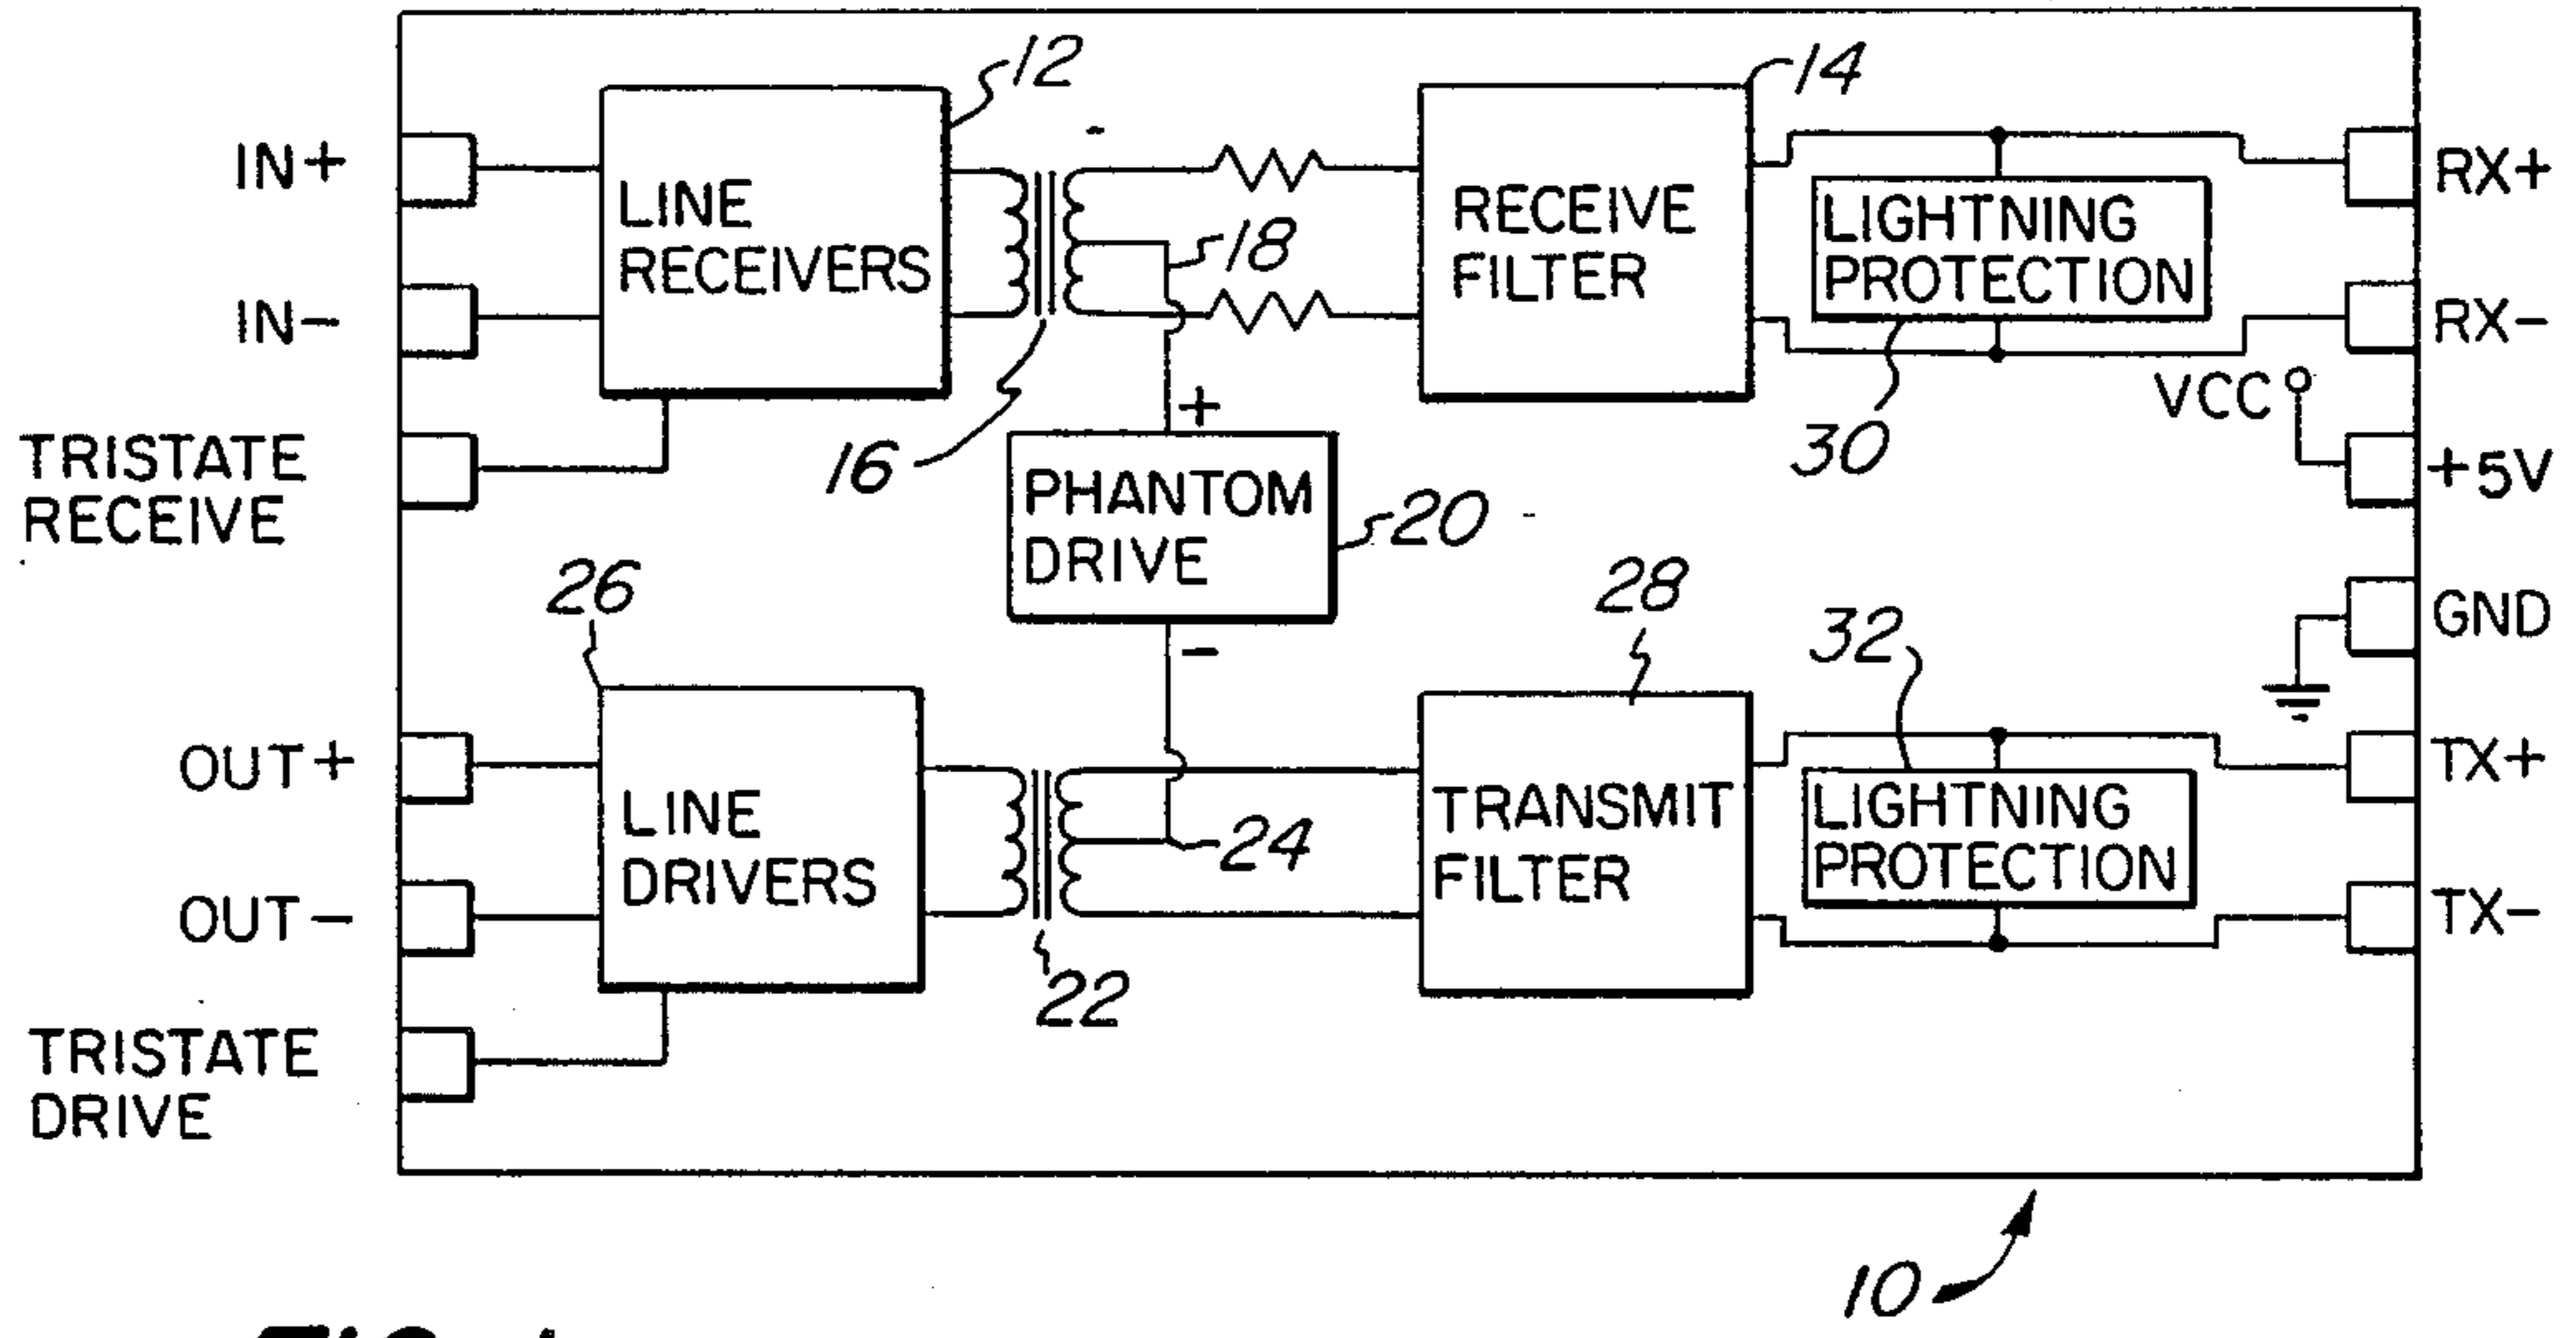 12
14
IN+
LINE
RECEIVERS
-
18
RECEIVE
FILTER
LIGHTNING
PROTECTION
RX+
IN-
RX-
16
+
30
VCC
TRISTATE
RECEIVE
PHANTOM
DRIVE
20
+5V
26
-
28
32
GND
OUT+
LINE
DRIVERS
24
TRANSMIT
FILTER
LIGHTNING
PROTECTION
TX+
OUT-
TX-
22
TRISTATE
DRIVE
10